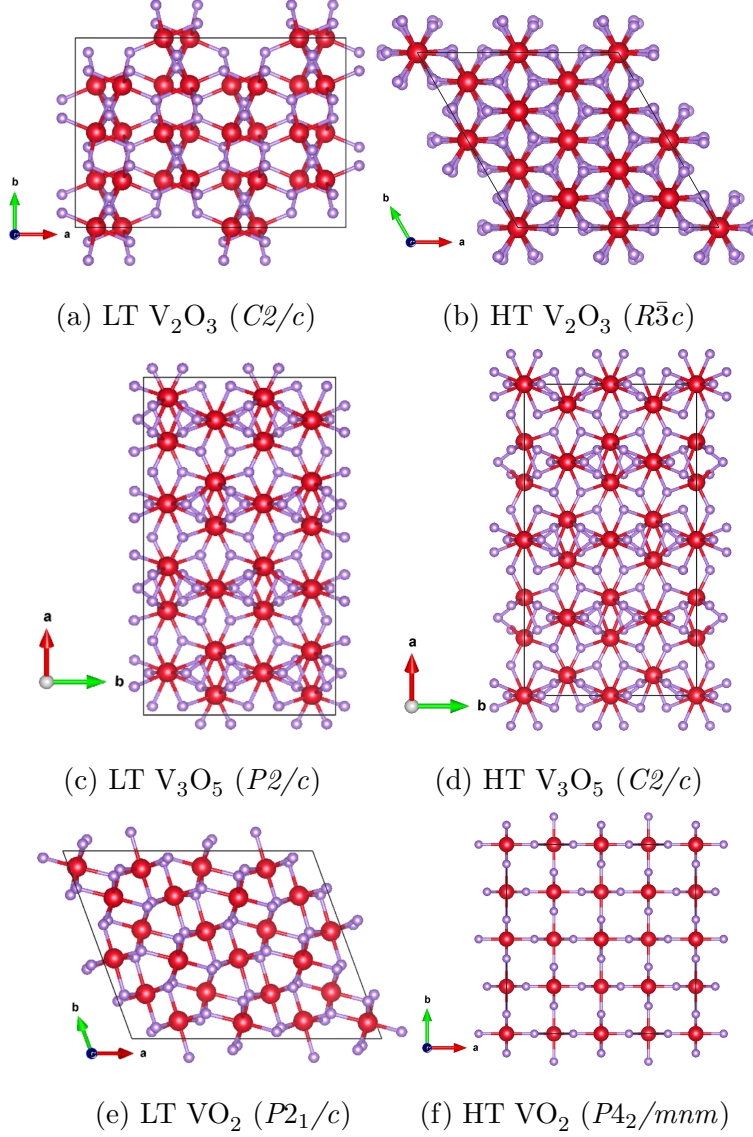 b
a
b
a
(a) LT V₂O₃ (C2/c)
(b) HT V₂O₃ (R3̄c)
a
b
a
b
(c) LT V₃O₅ (P2/c)
(d) HT V₃O₅ (C2/c)
b
a
b
a
(e) LT VO₂ (P2₁/c)
(f) HT VO₂ (P4₂/mnm)